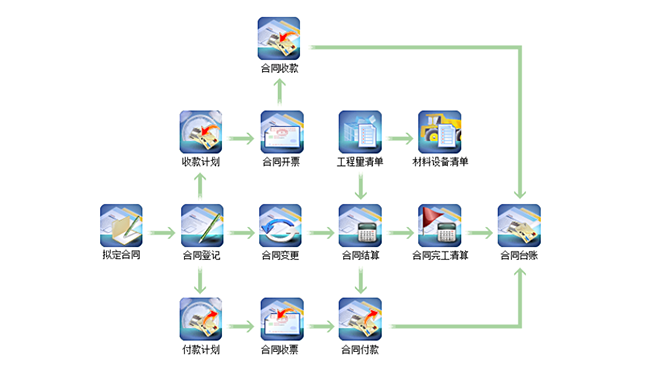 合同收款
收款计划
合同开票
工程量清单
材料设备清单
拟定合同
合同登记
合同变更
合同结算
合同完工清算
合同台账
付款计划
合同收票
合同付款